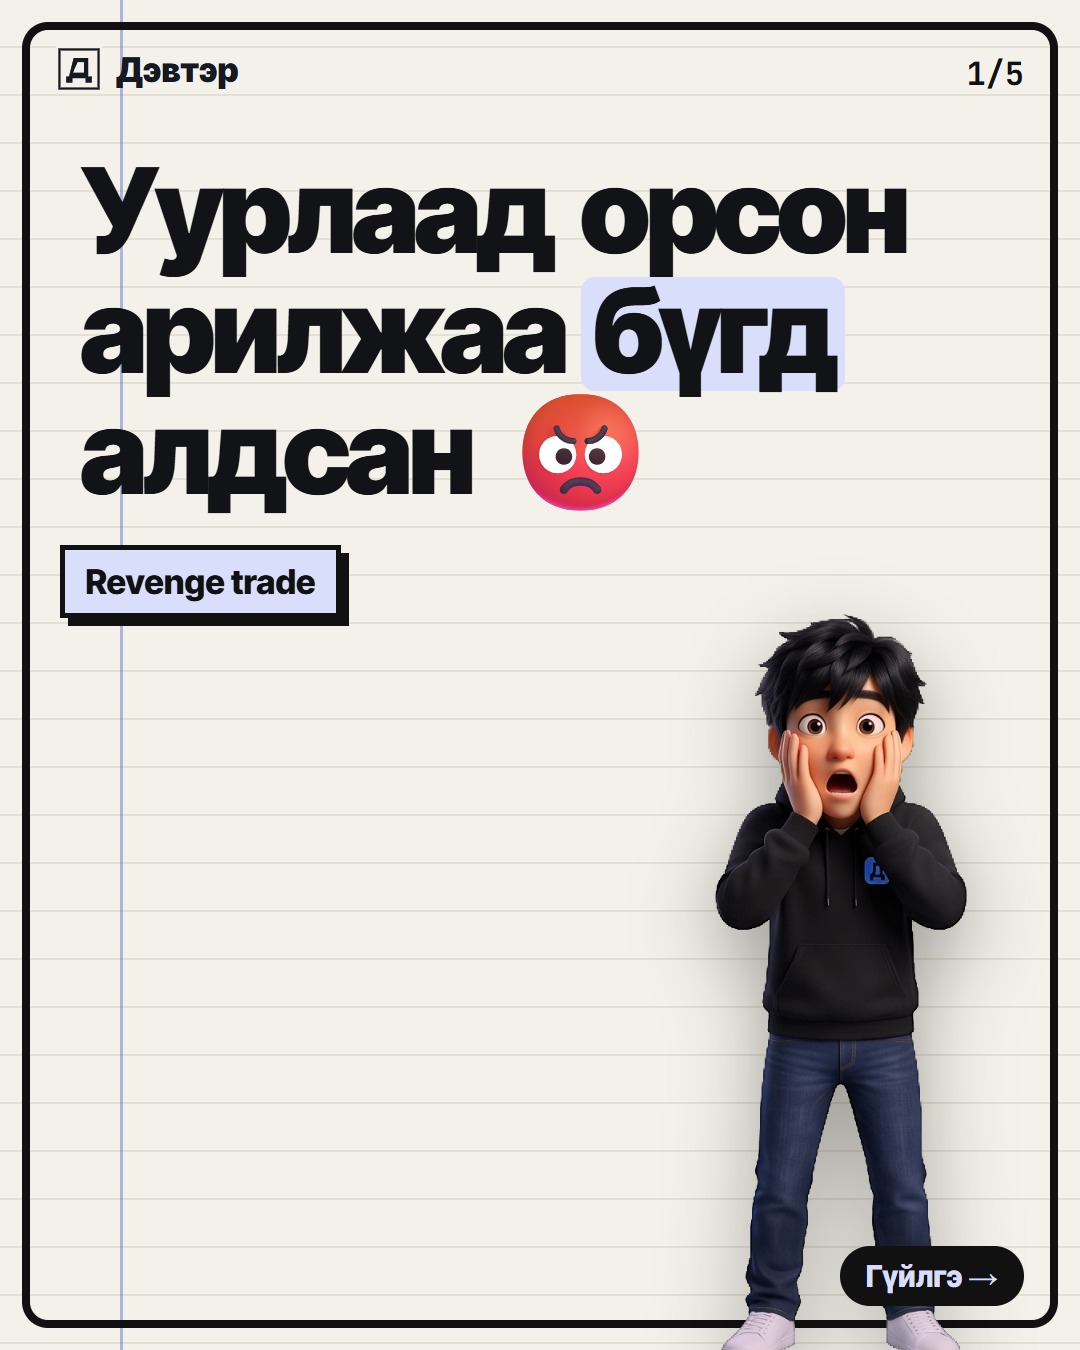 Д Дэвтэр
1/5
Уурлаад орсон
арилжаа бүгд
алдсан
Revenge trade
Д
Гүйлгэ →